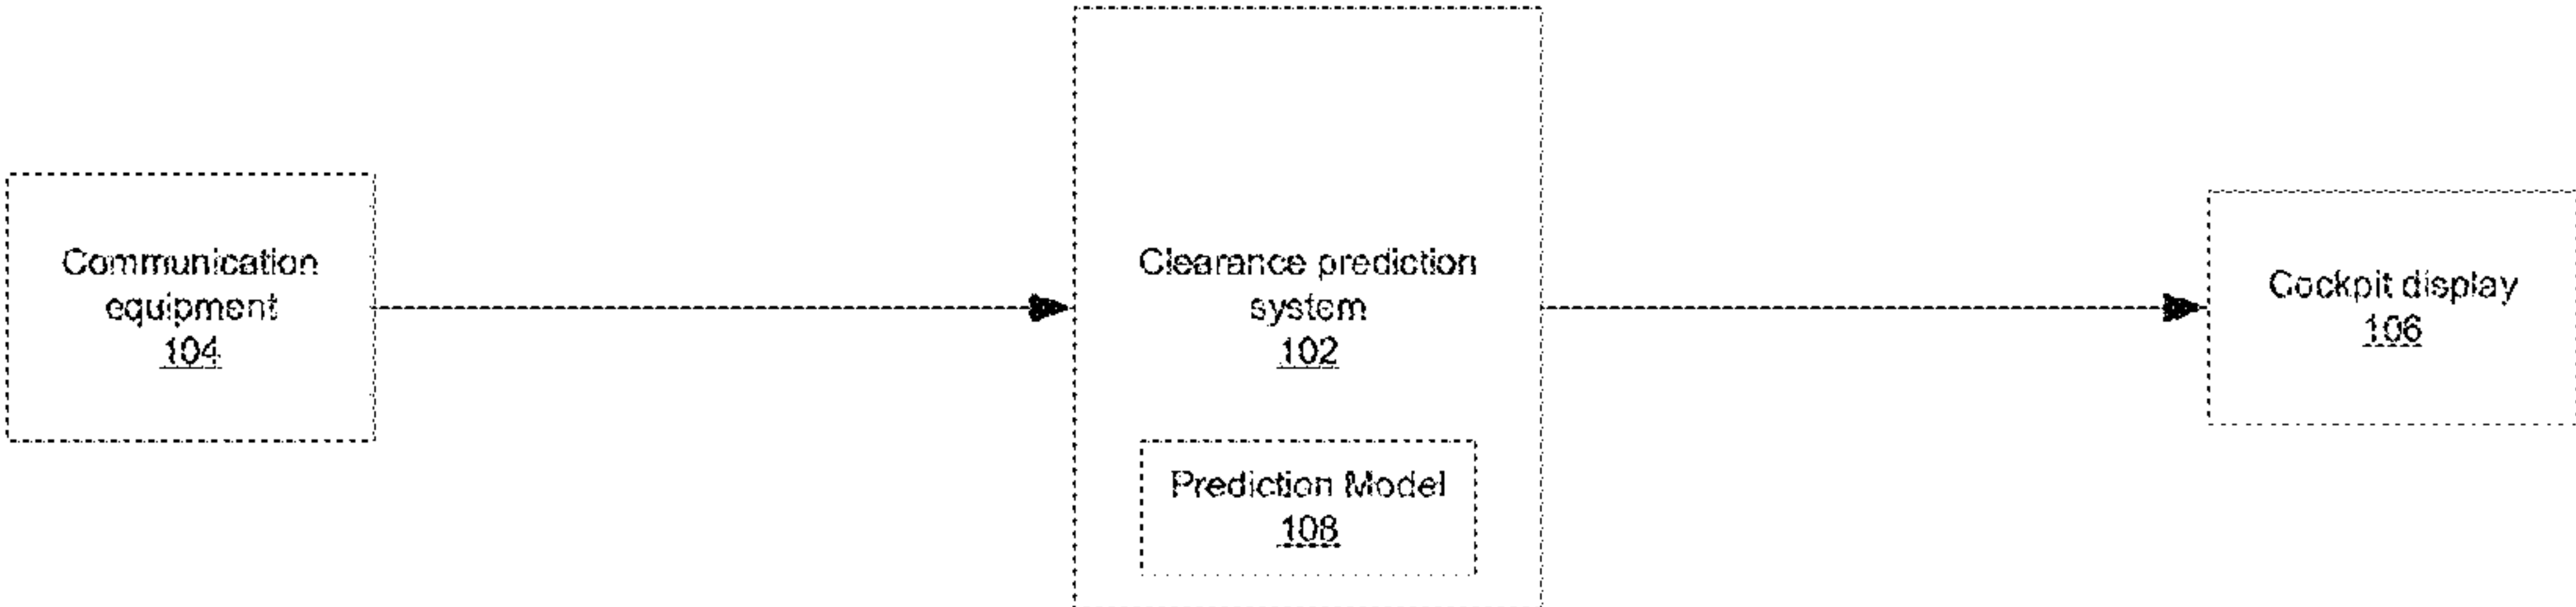 Communication
equipment
104
Clearance prediction
system
102
Prediction Model
108
Cockpit display
106